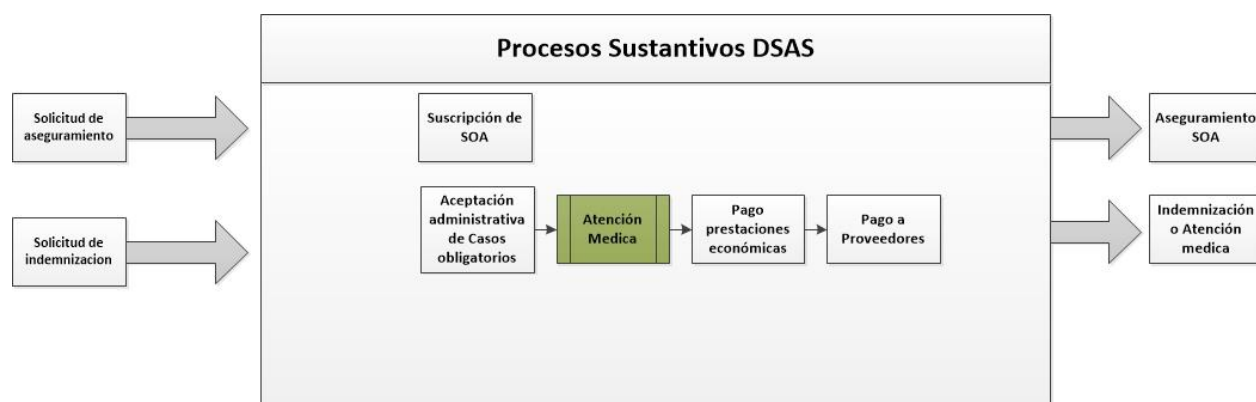 Procesos Sustantivos DSAS
Solicitud de
aseguramiento
Suscripción de
SOA
Aseguramiento
SOA
Solicitud de
indemnizacion
Aceptación
administrativa
de Casos
obligatorios
Atención
Medica
Pago
prestaciones
económicas
Pago a
Proveedores
Indemnización
o Atención
medica